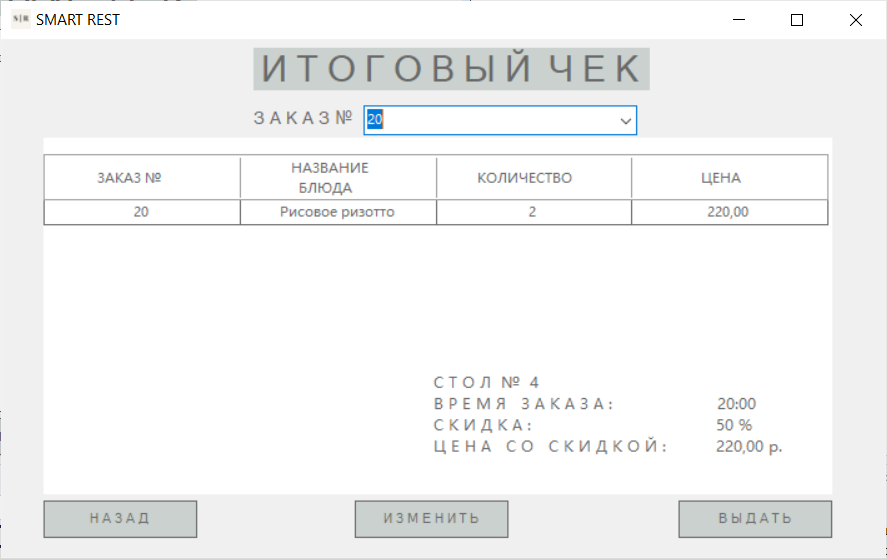 S|R SMART REST
ИТОГОВЫЙ ЧЕК
ЗАКАЗ № 20
ЗАКАЗ № НАЗВАНИЕ БЛЮДА КОЛИЧЕСТВО ЦЕНА
20 Рисовое ризотто 2 220,00
СТОЛ № 4
ВРЕМЯ ЗАКАЗА: 20:00
СКИДКА: 50 %
ЦЕНА СО СКИДКОЙ: 220,00 р.
НАЗАД ИЗМЕНИТЬ ВЫДАТЬ